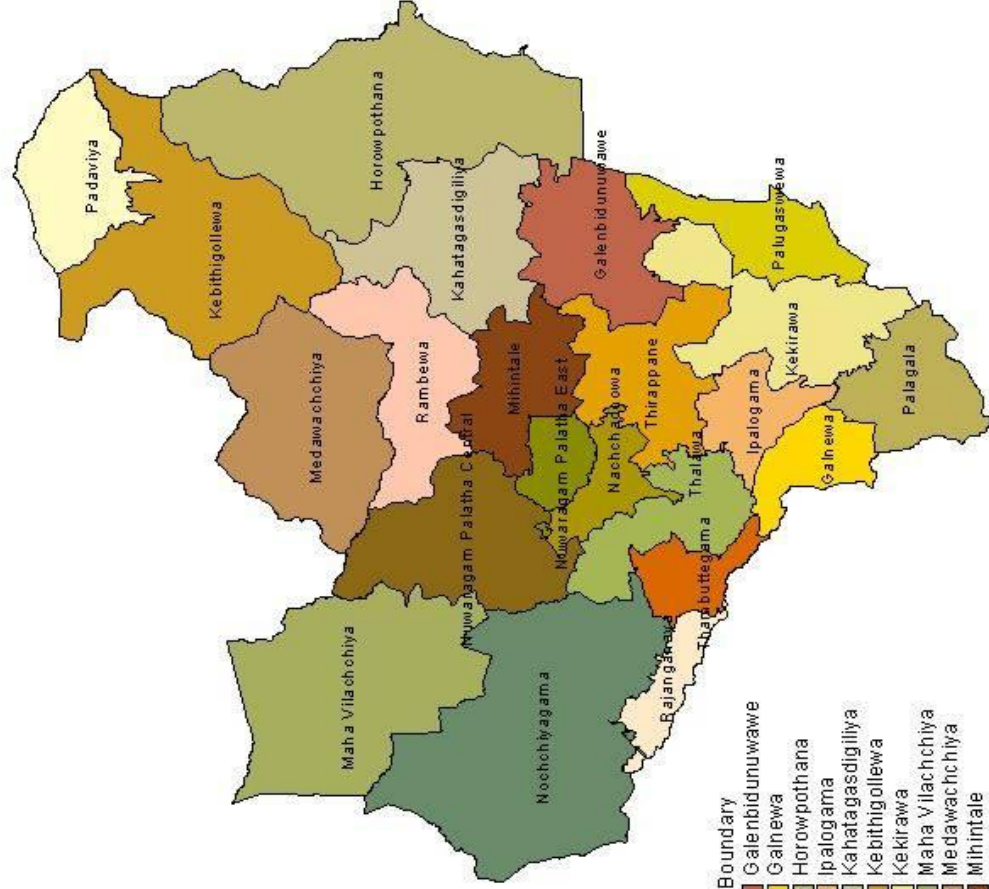 Padaviya
Kebithigollewa
Horowpothana
Medawachchiya
Kahatagasdigiliya
Rambewa
Maha Vilachchiya
Nuwaragam Palatha Central
Mihintale
Galenbidunuwawe
Nuwaragam Palatha East
Nachchadoowa
Thirappane
Nochchiyagama
Thalawa
Palugaswewa
Kekirawa
Ipalogama
Thambuttegama
Rajanganaya
Galnewa
Palagala
Boundary
Galenbidunuwawe
Galnewa
Horowpothana
Ipalogama
Kahatagasdigiliya
Kebithigollewa
Kekirawa
Maha Vilachchiya
Medawachchiya
Mihintale